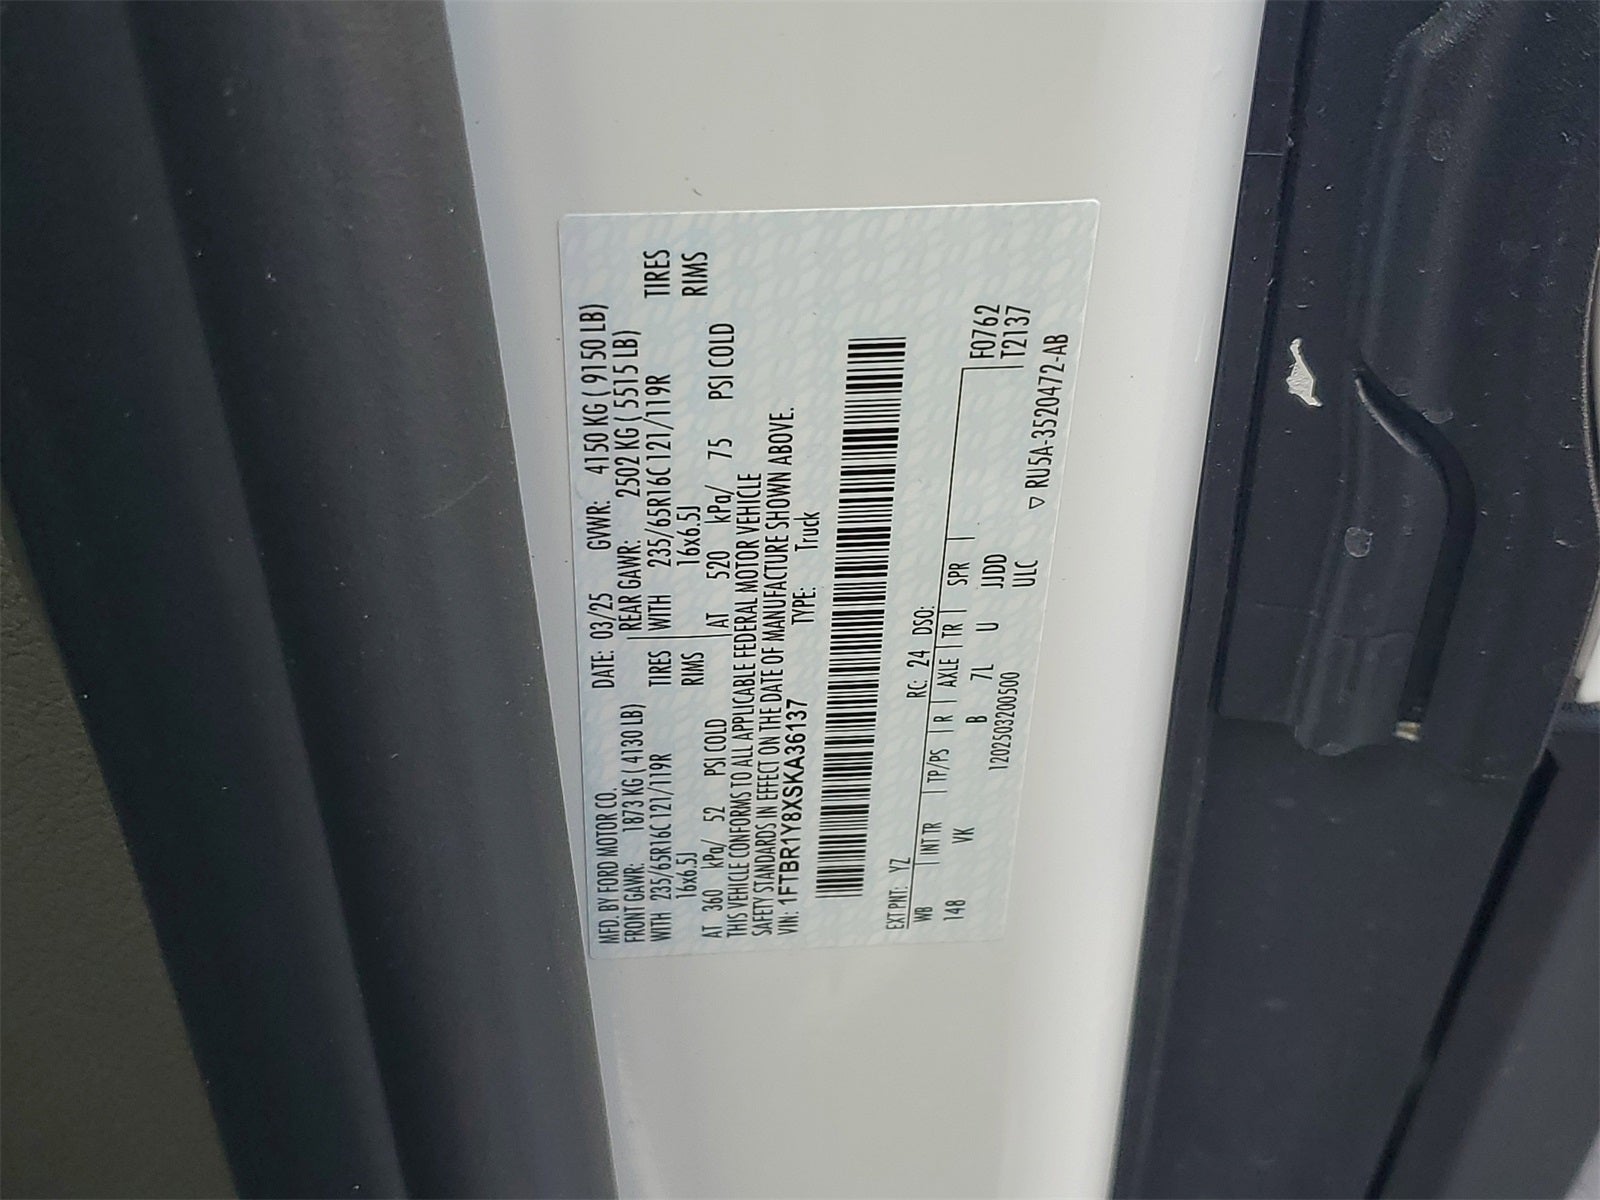 MFD. BY FORD MOTOR CO. DATE: 03/25 GVWR: 4150 KG ( 9150 LB)
FRONT GAWR: 1873 KG ( 4130 LB) REAR GAWR: 2502 KG ( 5515 LB)
WITH 235/65R16C 121/119R TIRES WITH 235/65R16C 121/119R TIRES
16x6.5J RIMS 16x6.5J RIMS
AT 360 kPa/ 52 PSI COLD AT 520 kPa/ 75 PSI COLD
THIS VEHICLE CONFORMS TO ALL APPLICABLE FEDERAL MOTOR VEHICLE
SAFETY STANDARDS IN EFFECT ON THE DATE OF MANUFACTURE SHOWN ABOVE.
VIN: 1FTBR1Y8XSKA36137 TYPE: Truck
EXT PNT: YZ RC: 24 DSO: F0762
WB INT TR TP/PS R AXLE TR SPR T2137
148 VK B 7L U JJDD
1202503200500 ULC ▽ RU5A-3520472-AB